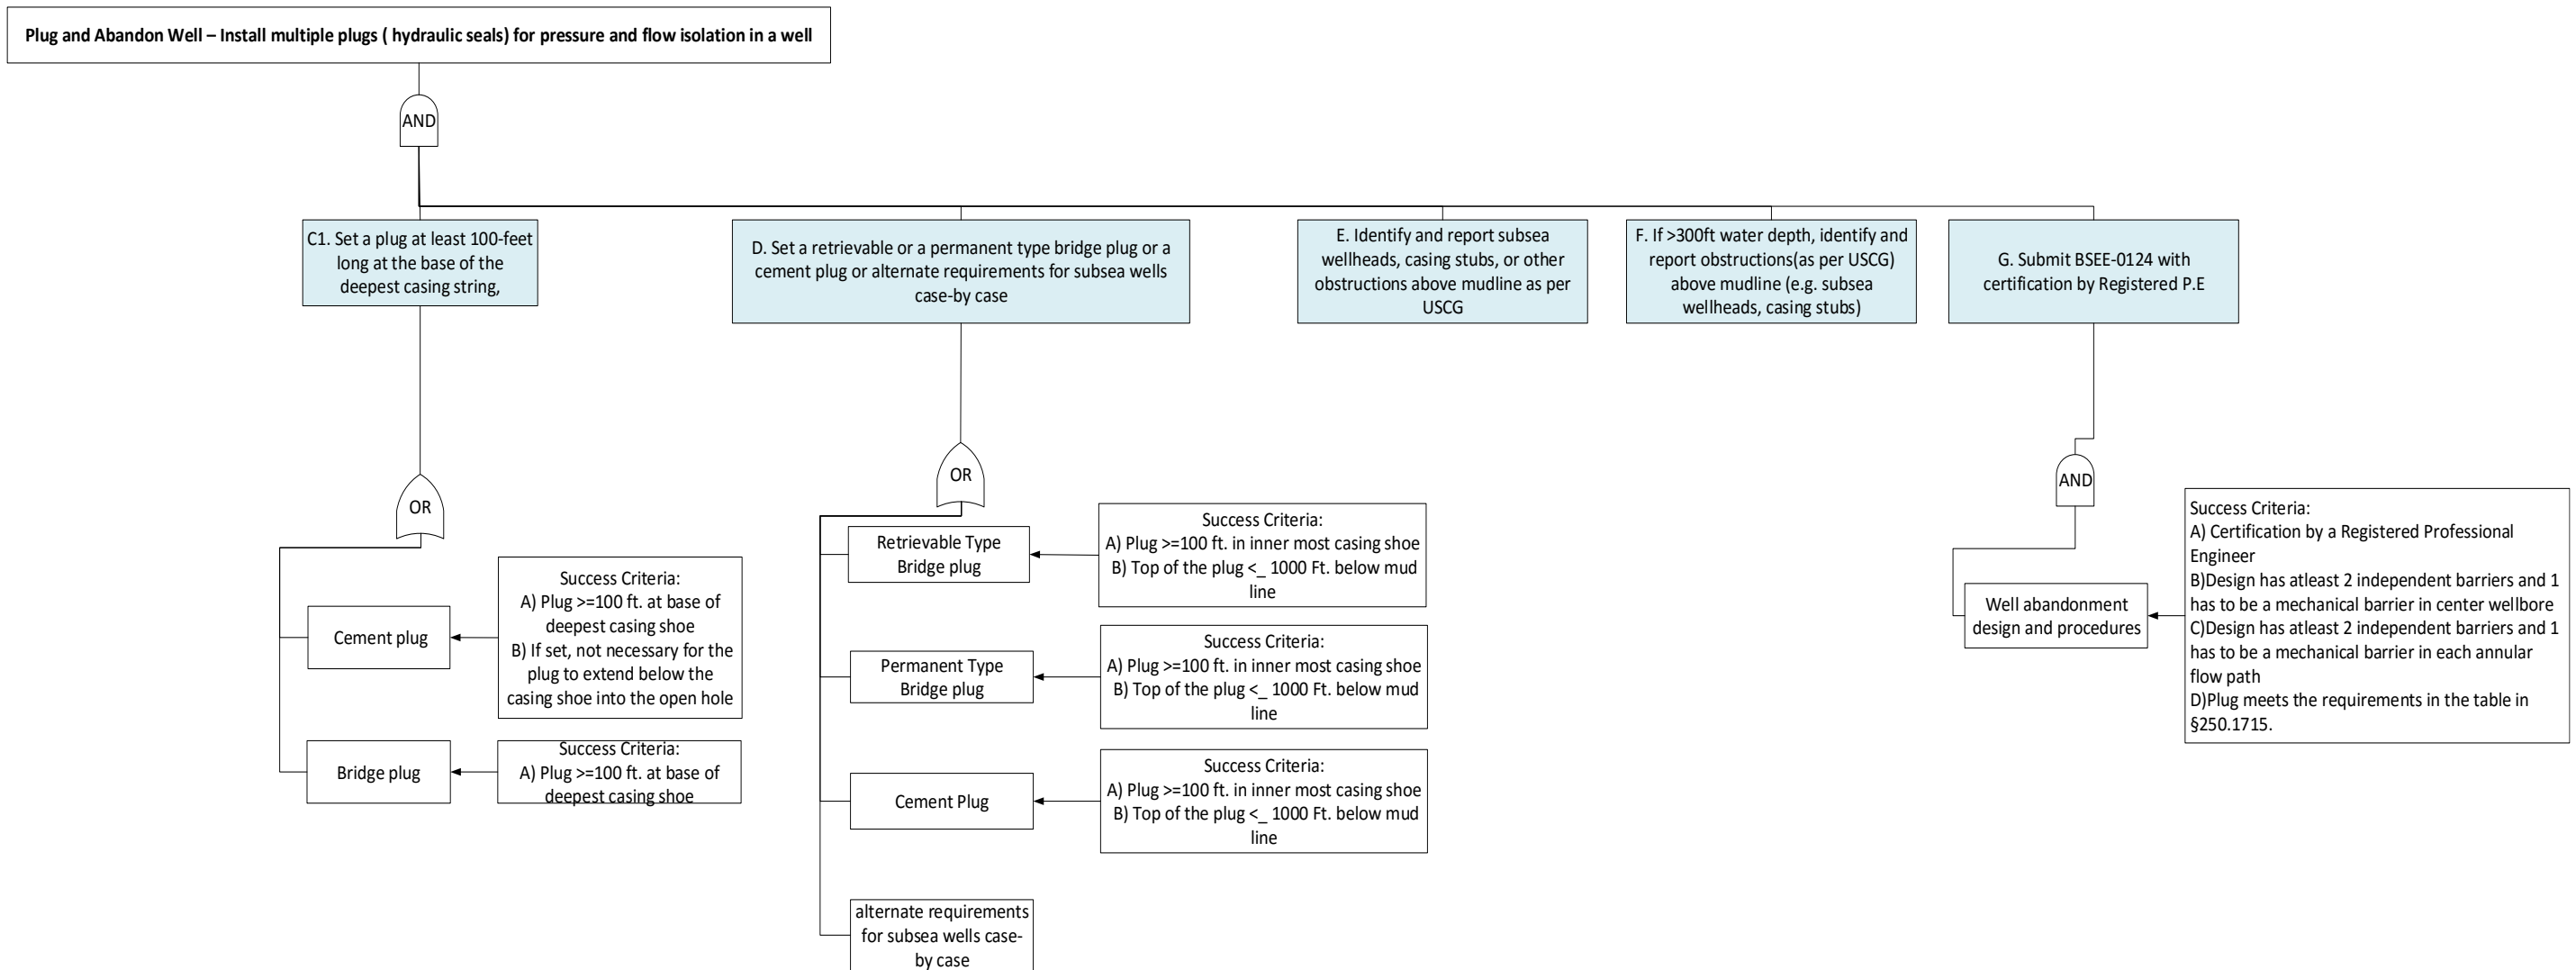 Plug and Abandon Well – Install multiple plugs ( hydraulic seals) for pressure and flow isolation in a well
AND
C1. Set a plug at least 100-feet
long at the base of the
deepest casing string,
D. Set a retrievable or a permanent type bridge plug or a
cement plug or alternate requirements for subsea wells
case-by case
E. Identify and report subsea
wellheads, casing stubs, or other
obstructions above mudline as per
USCG
F. If >300ft water depth, identify and
report obstructions(as per USCG)
above mudline (e.g. subsea
wellheads, casing stubs)
G. Submit BSEE-0124 with
certification by Registered P.E
OR
Cement plug
Success Criteria:
A) Plug >=100 ft. at base of
deepest casing shoe
B) If set, not necessary for the
plug to extend below the
casing shoe into the open hole
Bridge plug
Success Criteria:
A) Plug >=100 ft. at base of
deepest casing shoe
OR
Retrievable Type
Bridge plug
Success Criteria:
A) Plug >=100 ft. in inner most casing shoe
B) Top of the plug <_ 1000 Ft. below mud
line
Permanent Type
Bridge plug
Success Criteria:
A) Plug >=100 ft. in inner most casing shoe
B) Top of the plug <_ 1000 Ft. below mud
line
Cement Plug
Success Criteria:
A) Plug >=100 ft. in inner most casing shoe
B) Top of the plug <_ 1000 Ft. below mud
line
alternate requirements
for subsea wells case-
by case
AND
Well abandonment
design and procedures
Success Criteria:
A) Certification by a Registered Professional
Engineer
B)Design has atleast 2 independent barriers and 1
has to be a mechanical barrier in center wellbore
C)Design has atleast 2 independent barriers and 1
has to be a mechanical barrier in each annular
flow path
D)Plug meets the requirements in the table in
§250.1715.